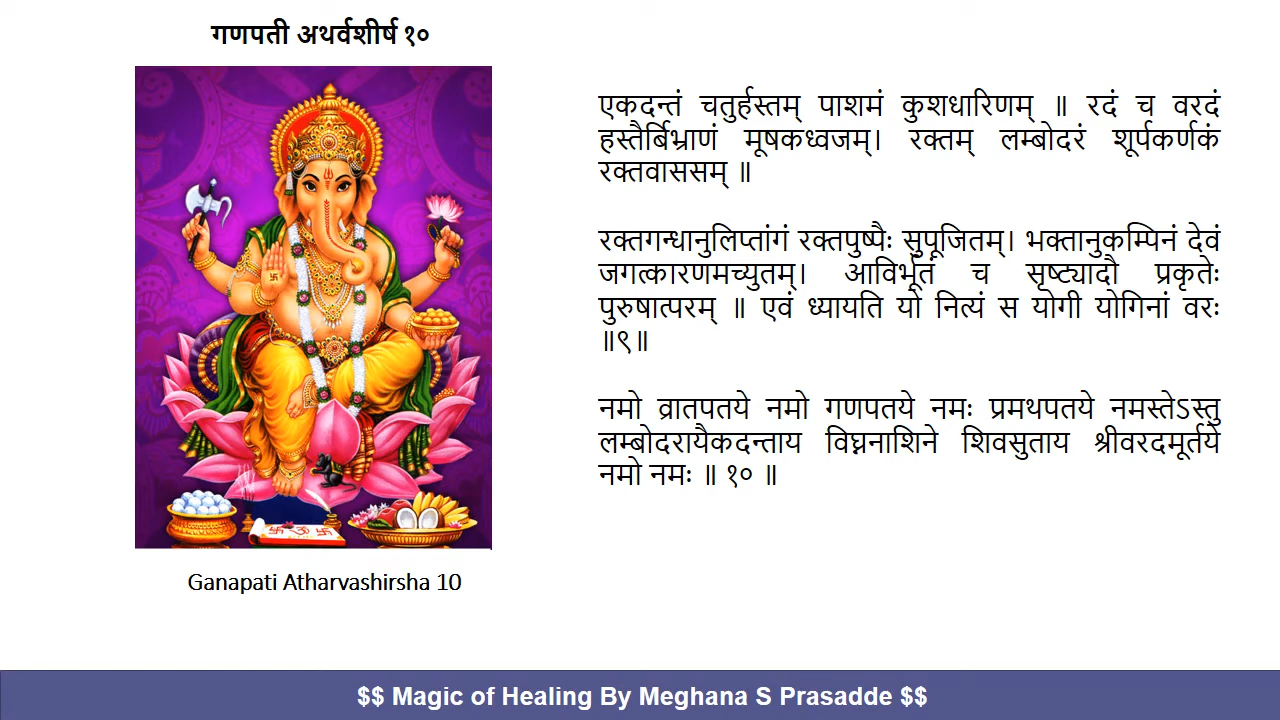 गणपती अथर्वशीर्ष १०
एकदन्तं चतुर्हस्तम् पाशमं कुशधारिणम् ॥ रदं च वरदं
हस्तैर्बिभ्राणं मूषकध्वजम्। रक्तम् लम्बोदरं शूर्पकर्णकं
रक्तवाससम् ॥
रक्तगन्धानुलिप्तांगं रक्तपुष्पैः सुपूजितम्। भक्तानुकम्पिनं देवं
जगत्कारणमच्युतम्। आविर्भूतं च सृष्ट्यादौ प्रकृतेः
पुरुषात्परम् ॥ एवं ध्यायति यो नित्यं स योगी योगिनां वरः
॥९॥
नमो व्रातपतये नमो गणपतये नमः प्रमथपतये नमस्तेऽस्तु
लम्बोदरायैकदन्ताय विघ्ननाशिने शिवसुताय श्रीवरदमूर्तये
नमो नमः ॥ १० ॥
Ganapati Atharvashirsha 10
$$ Magic of Healing By Meghana S Prasadde $$